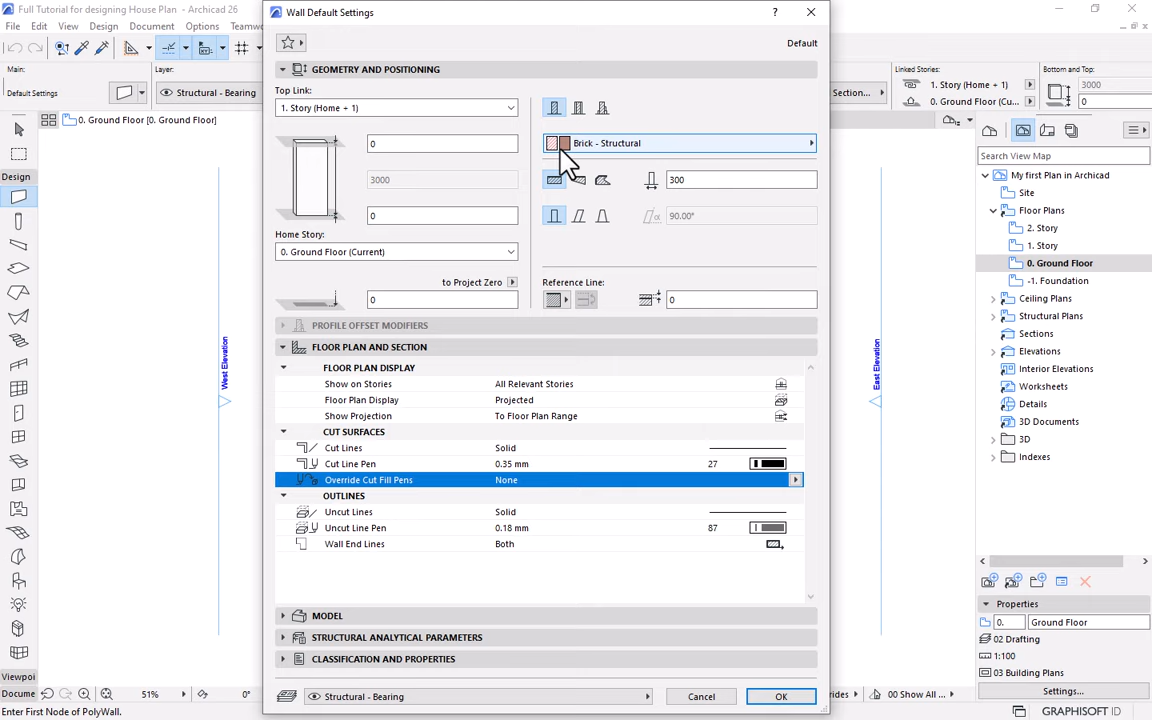 Full Tutorial for designing House Plan - Archicad 26
File Edit View Design Document Options Teamw
Main:
Default Settings
Layer:
Structural - Bearing
0. Ground Floor [0. Ground Floor]
Design
West Elevation
Viewpoi
Docume
51%
0°
Enter First Node of PolyWall.
Wall Default Settings
?
Default
GEOMETRY AND POSITIONING
Top Link:
1. Story (Home + 1)
0
3000
0
Home Story:
0. Ground Floor (Current)
to Project Zero
0
Brick - Structural
300
90.00°
Reference Line:
0
PROFILE OFFSET MODIFIERS
FLOOR PLAN AND SECTION
FLOOR PLAN DISPLAY
Show on Stories All Relevant Stories
Floor Plan Display Projected
Show Projection To Floor Plan Range
CUT SURFACES
Cut Lines Solid
Cut Line Pen 0.35 mm 27
Override Cut Fill Pens None
OUTLINES
Uncut Lines Solid
Uncut Line Pen 0.18 mm 87
Wall End Lines Both
MODEL
STRUCTURAL ANALYTICAL PARAMETERS
CLASSIFICATION AND PROPERTIES
Structural - Bearing
Cancel
OK
Section...
Linked Stories:
1. Story (Home + 1)
0. Ground Floor (Cu...
Bottom and Top:
3000
0
East Elevation
Search View Map
My first Plan in Archicad
Site
Floor Plans
2. Story
1. Story
0. Ground Floor
-1. Foundation
Ceiling Plans
Structural Plans
Sections
Elevations
Interior Elevations
Worksheets
Details
3D Documents
3D
Indexes
Properties
0. Ground Floor
02 Drafting
1:100
03 Building Plans
Settings...
rides
00 Show All ...
GRAPHISOFT ID